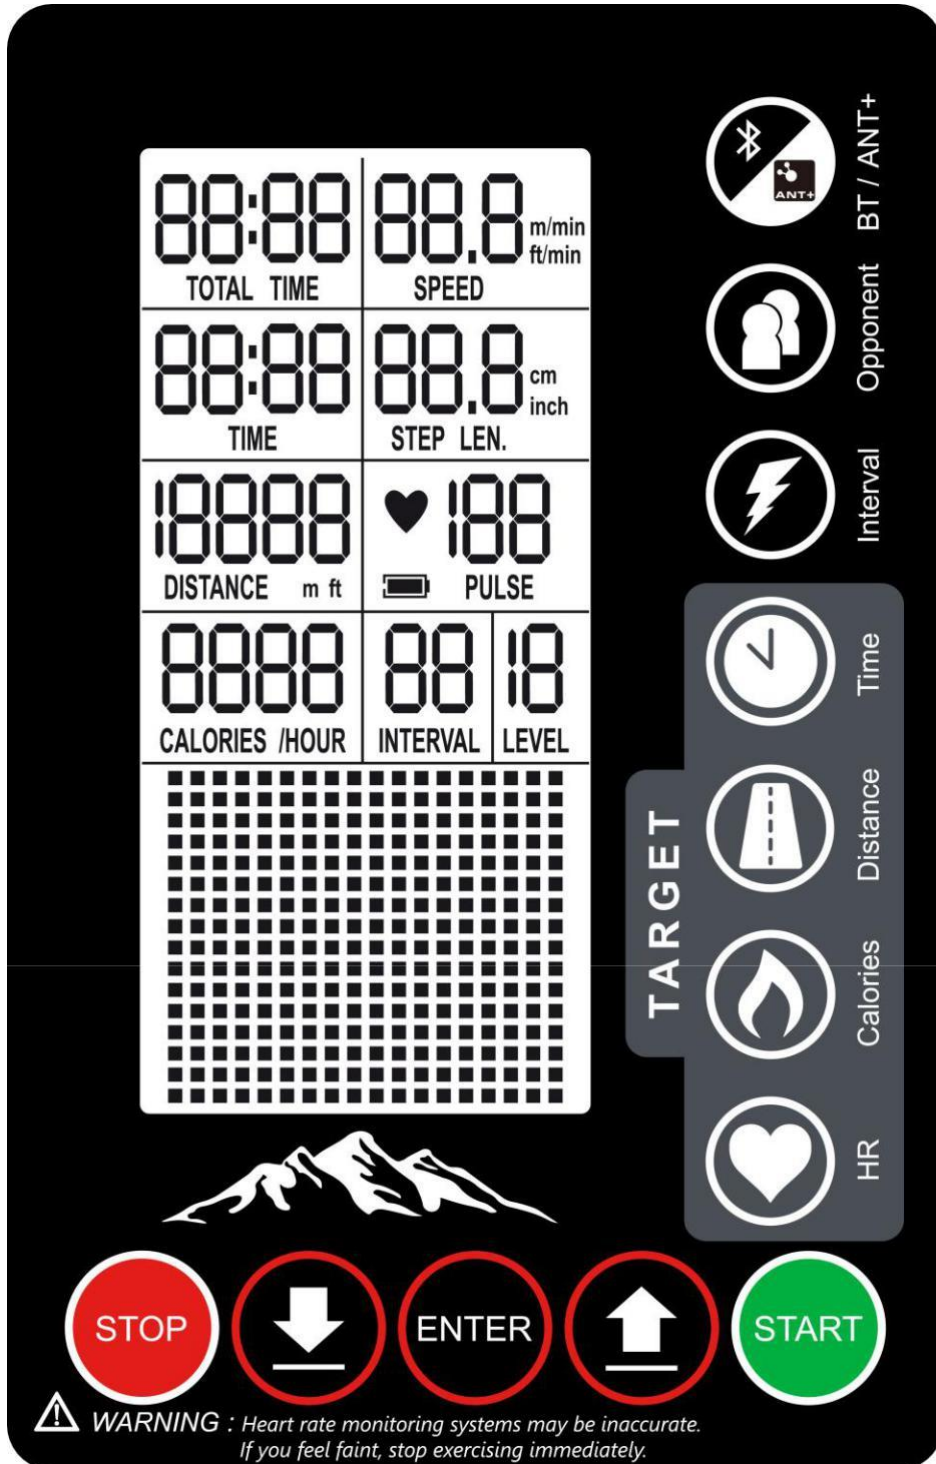 88:88 88.8 m/min
ft/min
TOTAL TIME SPEED
88:88 88.8 cm
inch
TIME STEP LEN.
18888 188
DISTANCE m ft PULSE
8888 88 18
CALORIES /HOUR INTERVAL LEVEL
ANT+
BT / ANT+
Opponent
Interval
TARGET
Time
Distance
Calories
HR
STOP
ENTER
START
WARNING : Heart rate monitoring systems may be inaccurate.
If you feel faint, stop exercising immediately.